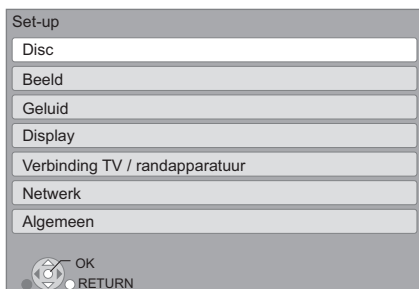 Set-up
Disc
Beeld
Geluid
Display
Verbinding TV / randapparatuur
Netwerk
Algemeen
OK
RETURN